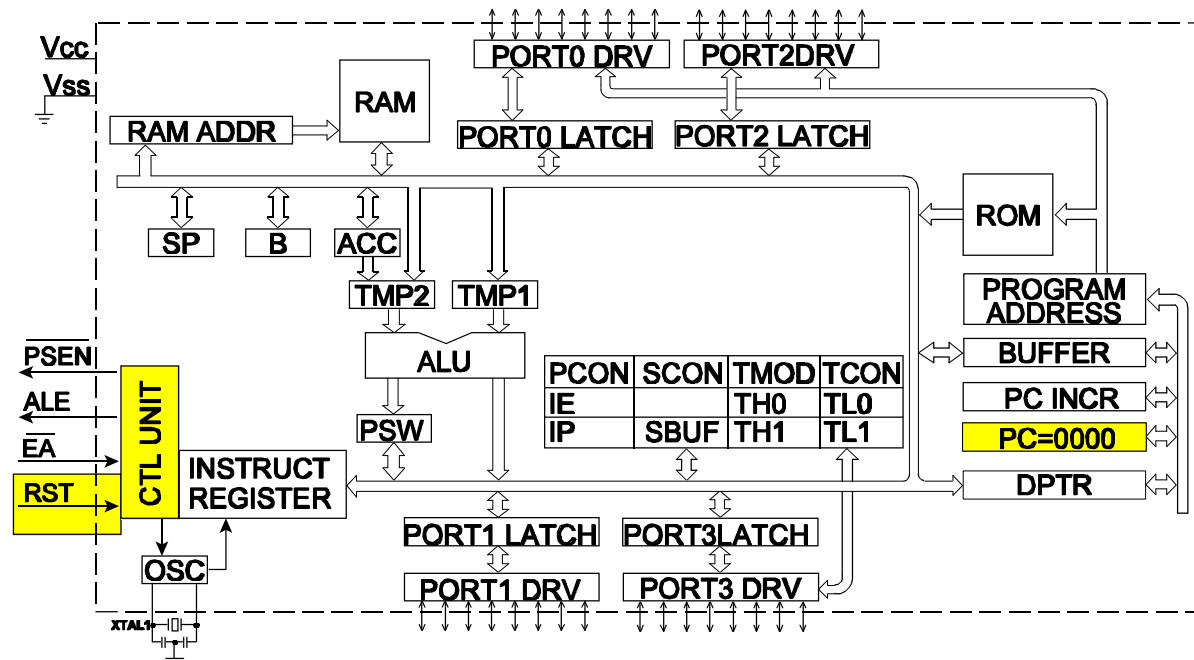 Vcc
Vss
PORT0 DRV
PORT2DRV
RAM
RAM ADDR
PORT0 LATCH
PORT2 LATCH
ROM
SP
B
ACC
TMP2
TMP1
PROGRAM
ADDRESS
ALU
BUFFER
PSEN
ALE
EA
RST
CTL UNIT
INSTRUCT
REGISTER
PSW
PCON SCON TMOD TCON
IE TH0 TL0
IP SBUF TH1 TL1
PC INCR
PC=0000
DPTR
PORT1 LATCH
PORT3LATCH
OSC
PORT1 DRV
PORT3 DRV
XTAL1